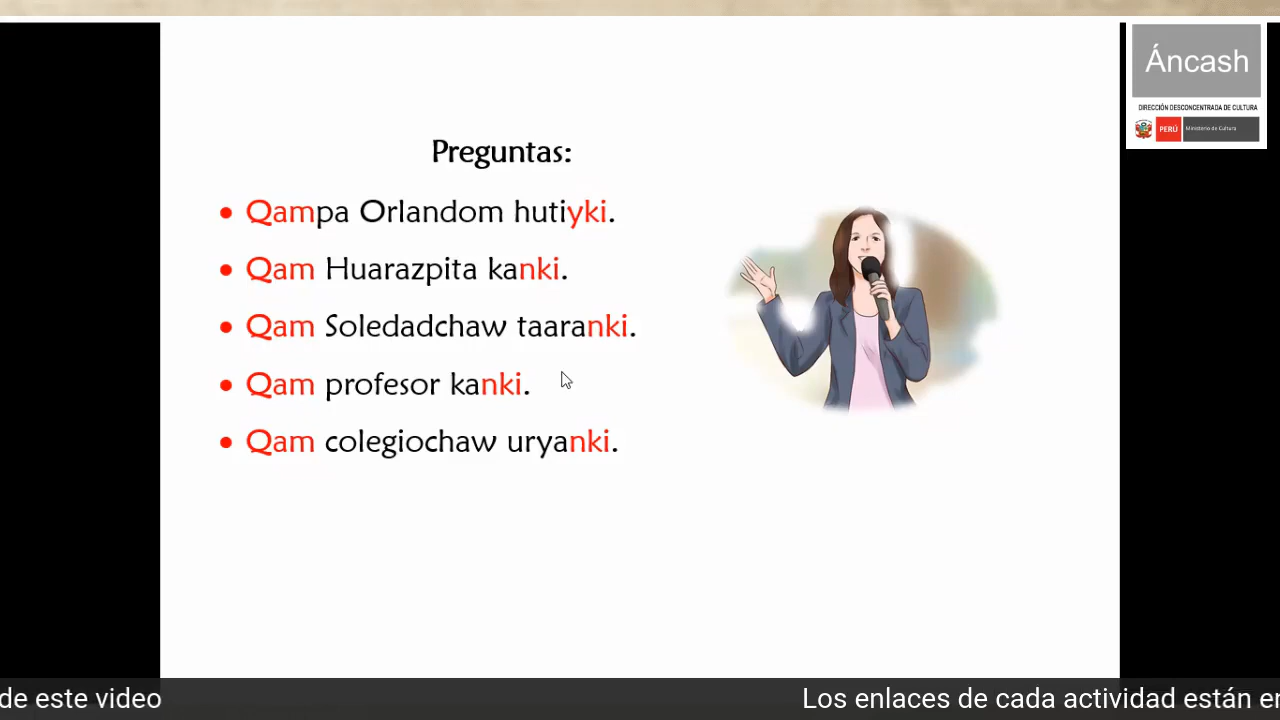 Áncash
DIRECCIÓN DESCONCENTRADA DE CULTURA
PERÚ Ministerio de Cultura
Preguntas:
• Qampa Orlandom hutiyki.
• Qam Huarazpita kanki.
• Qam Soledadchaw taaranki.
• Qam profesor kanki.
• Qam colegiochaw uryanki.
de este video Los enlaces de cada actividad están en